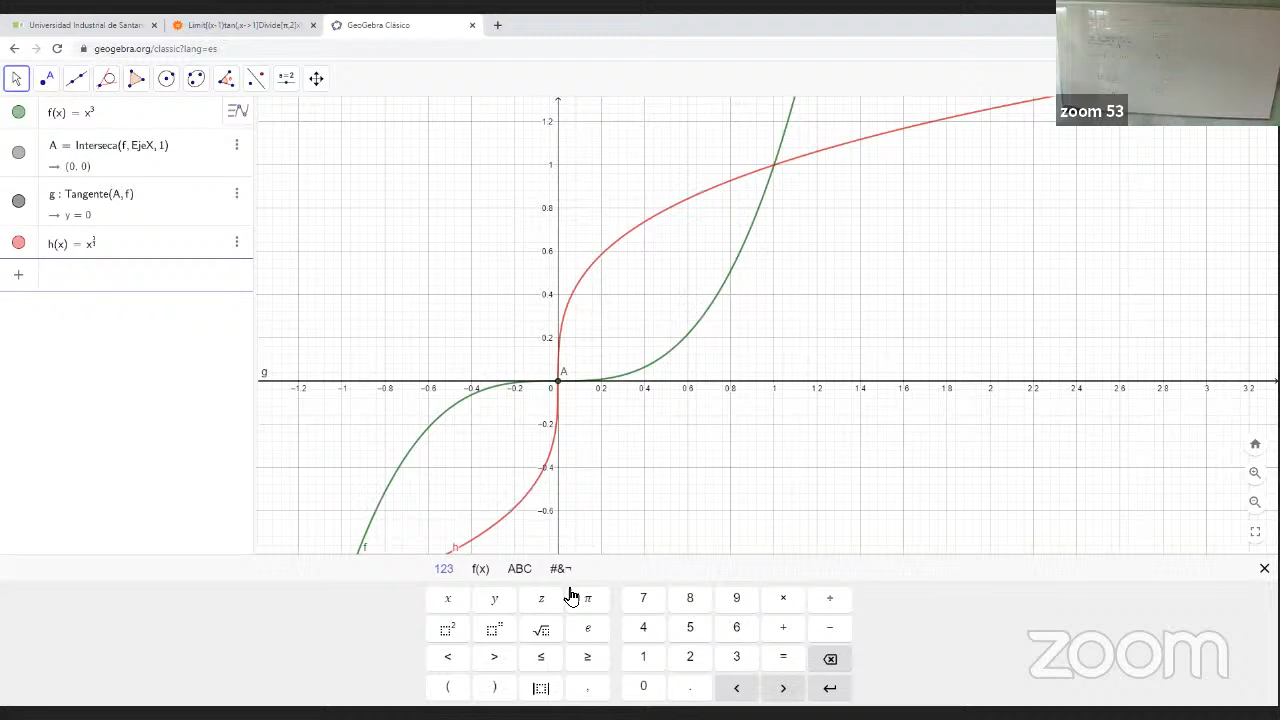 Universidad Industrial de Santan
Limit[(x-1)tan(,x->1]Divide[π,2]x
GeoGebra Clásico
geogebra.org/classic?lang=es
a=2
zoom 53
f(x) = x³
A = Interseca(f,EjeX,1)
→ (0, 0)
g : Tangente(A,f)
→ y = 0
h(x) = x^(1/3)
1.2
1
0.8
0.6
0.4
0.2
-0.2
-0.4
-0.6
g
A
f
h
-1.2 -1 -0.8 -0.6 -0.4 -0.2 0 0.2 0.4 0.6 0.8 1 1.2 1.4 1.6 1.8 2 2.2 2.4 2.6 2.8 3 3.2
123 f(x) ABC #&¬
x y z π 7 8 9 × ÷
e 4 5 6 + −
< > ≤ ≥ 1 2 3 =
( ) , 0 . < >
zoom